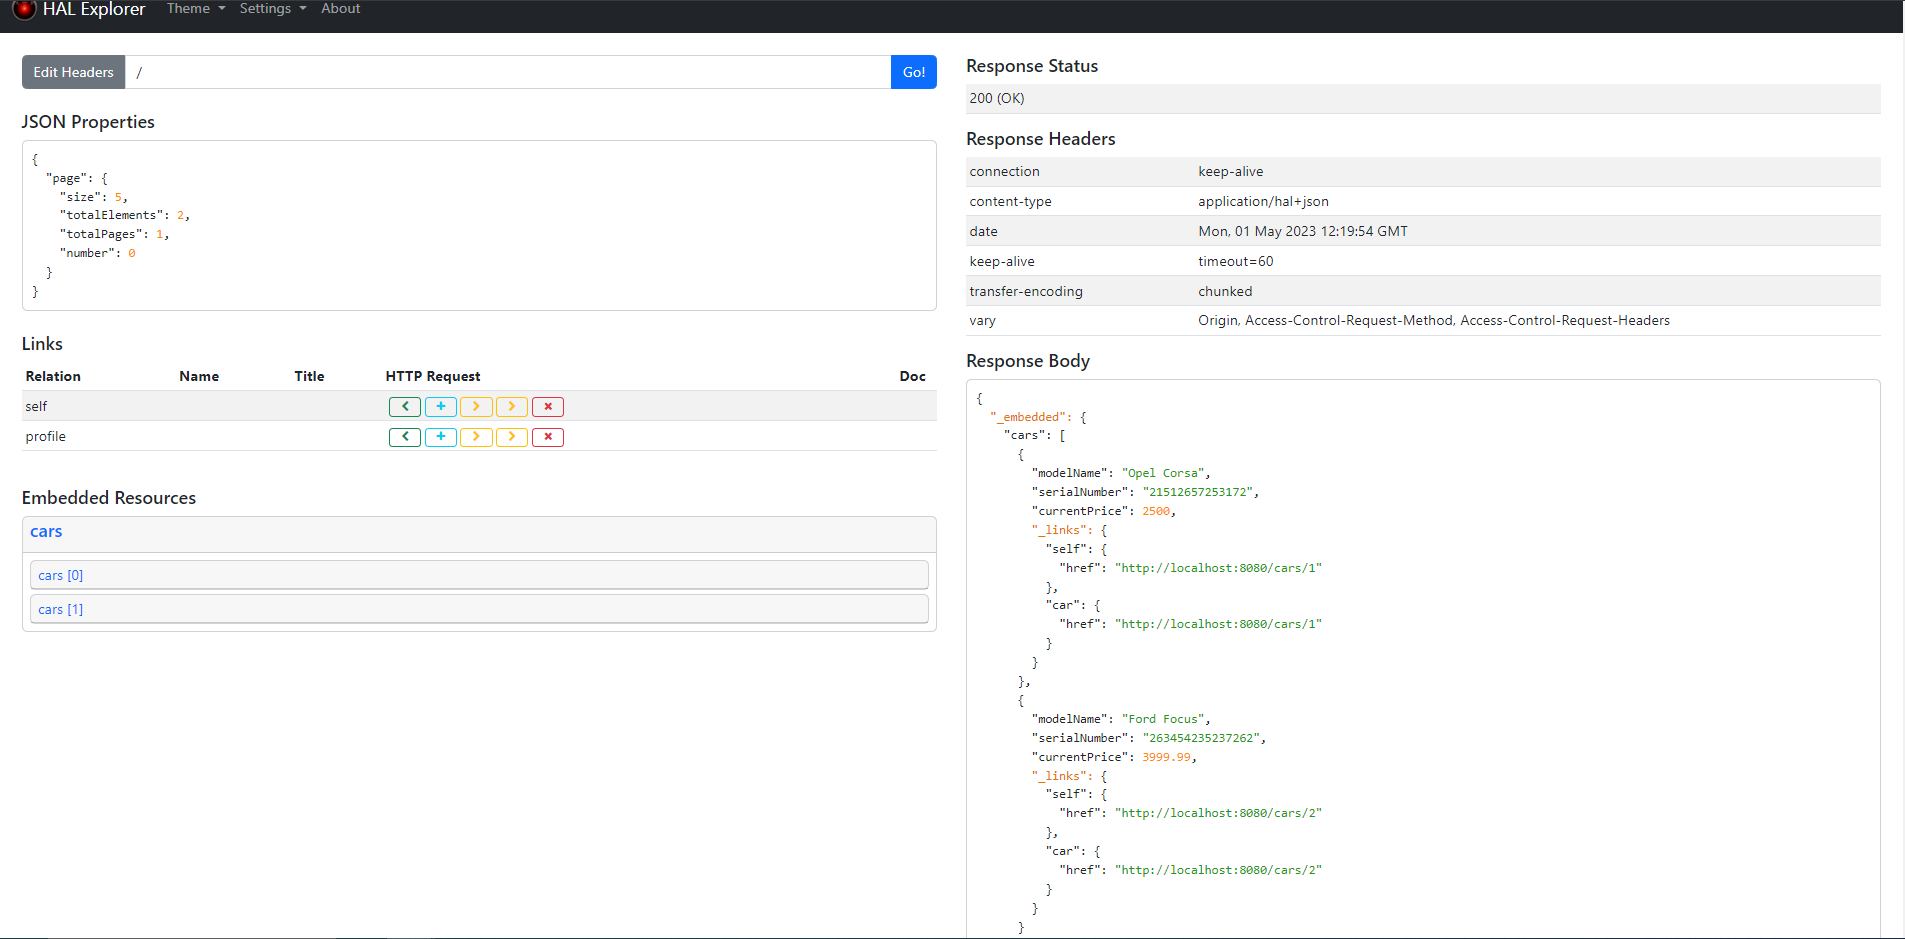 HAL Explorer Theme Settings About
Edit Headers / Go!
JSON Properties
{
  "page": {
    "size": 5,
    "totalElements": 2,
    "totalPages": 1,
    "number": 0
  }
}
Links
Relation Name Title HTTP Request Doc
self
profile
Embedded Resources
cars
cars [0]
cars [1]
Response Status
200 (OK)
Response Headers
connection keep-alive
content-type application/hal+json
date Mon, 01 May 2023 12:19:54 GMT
keep-alive timeout=60
transfer-encoding chunked
vary Origin, Access-Control-Request-Method, Access-Control-Request-Headers
Response Body
{
  "_embedded": {
    "cars": [
      {
        "modelName": "Opel Corsa",
        "serialNumber": "21512657253172",
        "currentPrice": 2500,
        "_links": {
          "self": {
            "href": "http://localhost:8080/cars/1"
          },
          "car": {
            "href": "http://localhost:8080/cars/1"
          }
        }
      },
      {
        "modelName": "Ford Focus",
        "serialNumber": "263454235237262",
        "currentPrice": 3999.99,
        "_links": {
          "self": {
            "href": "http://localhost:8080/cars/2"
          },
          "car": {
            "href": "http://localhost:8080/cars/2"
          }
        }
      }